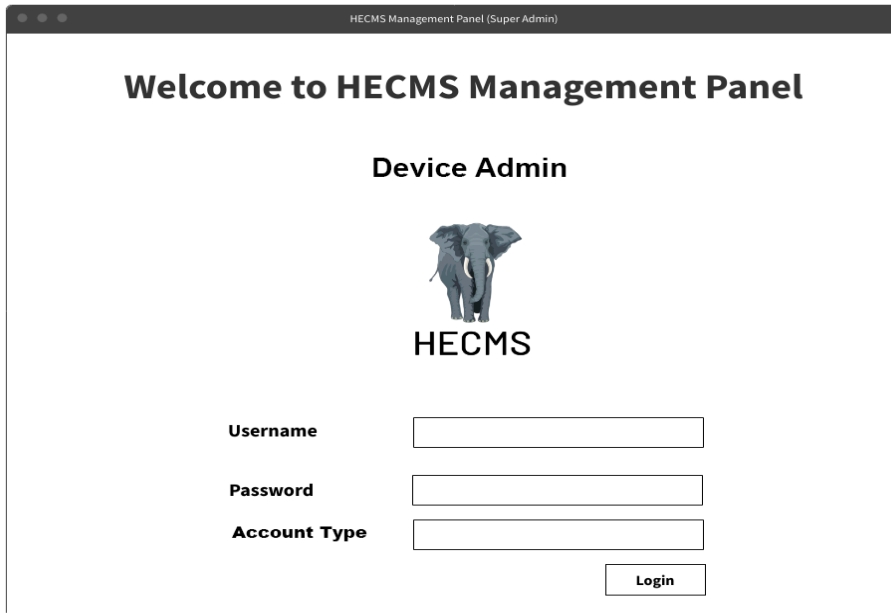 HECMS Management Panel (Super Admin)
Welcome to HECMS Management Panel
Device Admin
HECMS
Username
Password
Account Type
Login